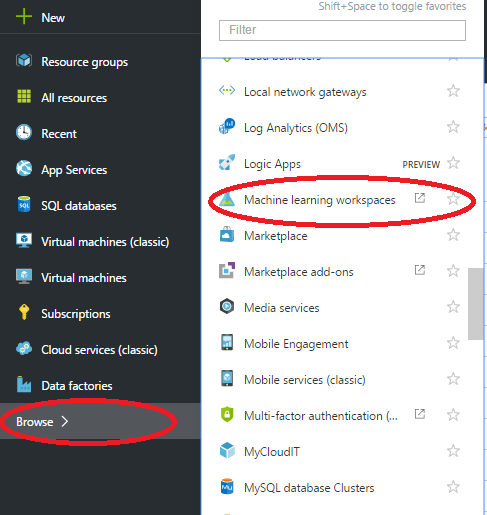 New
Resource groups
All resources
Recent
App Services
SQL databases
Virtual machines (classic)
Virtual machines
Subscriptions
Cloud services (classic)
Data factories
Browse
Shift+Space to toggle favorites
Filter
Load balancers
Local network gateways
Log Analytics (OMS)
Logic Apps PREVIEW
Machine learning workspaces
Marketplace
Marketplace add-ons
Media services
Mobile Engagement
Mobile services (classic)
Multi-factor authentication (...
MyCloudIT
MySQL database Clusters